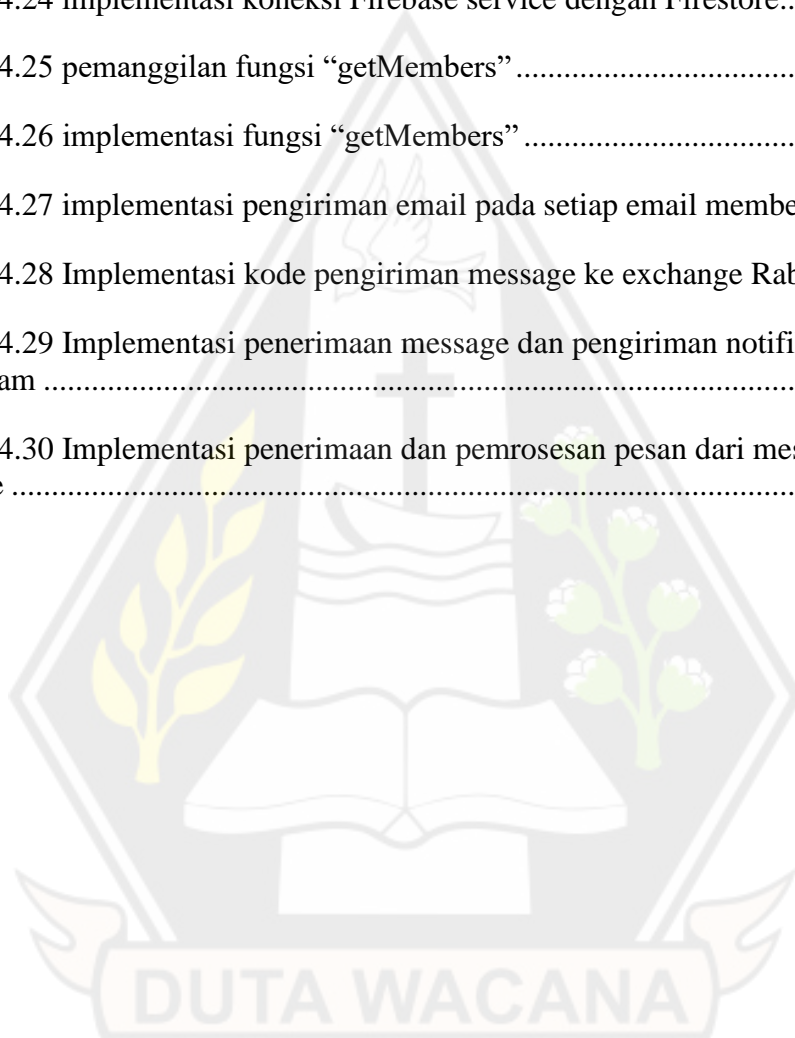 4.24 implementasi koneksi Firebase service dengan Firestore..
4.25 pemanggilan fungsi “getMembers” ....................................
4.26 implementasi fungsi “getMembers” ...................................
4.27 implementasi pengiriman email pada setiap email membe
4.28 Implementasi kode pengiriman message ke exchange Rab
4.29 Implementasi penerimaan message dan pengiriman notifi
am ...............................................................................................
4.30 Implementasi penerimaan dan pemrosesan pesan dari mes
e ...................................................................................................
DUTA WACANA